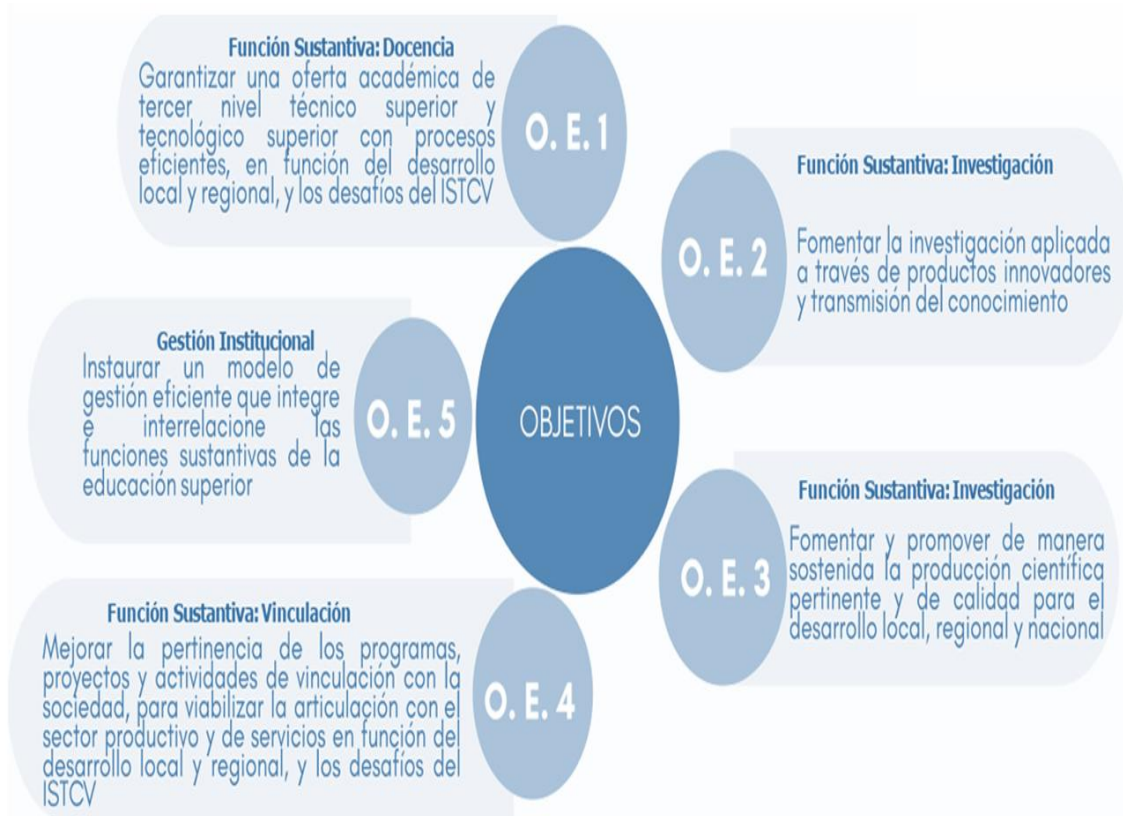 Función Sustantiva: Docencia
Garantizar una oferta académica de
tercer nivel técnico superior y
tecnológico superior con procesos
eficientes, en función del desarrollo
local y regional, y los desafíos del ISTCV
O. E. 1
Función Sustantiva: Investigación
Fomentar la investigación aplicada
a través de productos innovadores
y transmisión del conocimiento
O. E. 2
Gestión Institucional
Instaurar un modelo de
gestión eficiente que integre
e interrelacione las
funciones sustantivas de la
educación superior
O. E. 5
OBJETIVOS
Función Sustantiva: Investigación
Fomentar y promover de manera
sostenida la producción científica
pertinente y de calidad para el
desarrollo local, regional y nacional
O. E. 3
Función Sustantiva: Vinculación
Mejorar la pertinencia de los programas,
proyectos y actividades de vinculación con la
sociedad, para viabilizar la articulación con el
sector productivo y de servicios en función del
desarrollo local y regional, y los desafíos del
ISTCV
O. E. 4